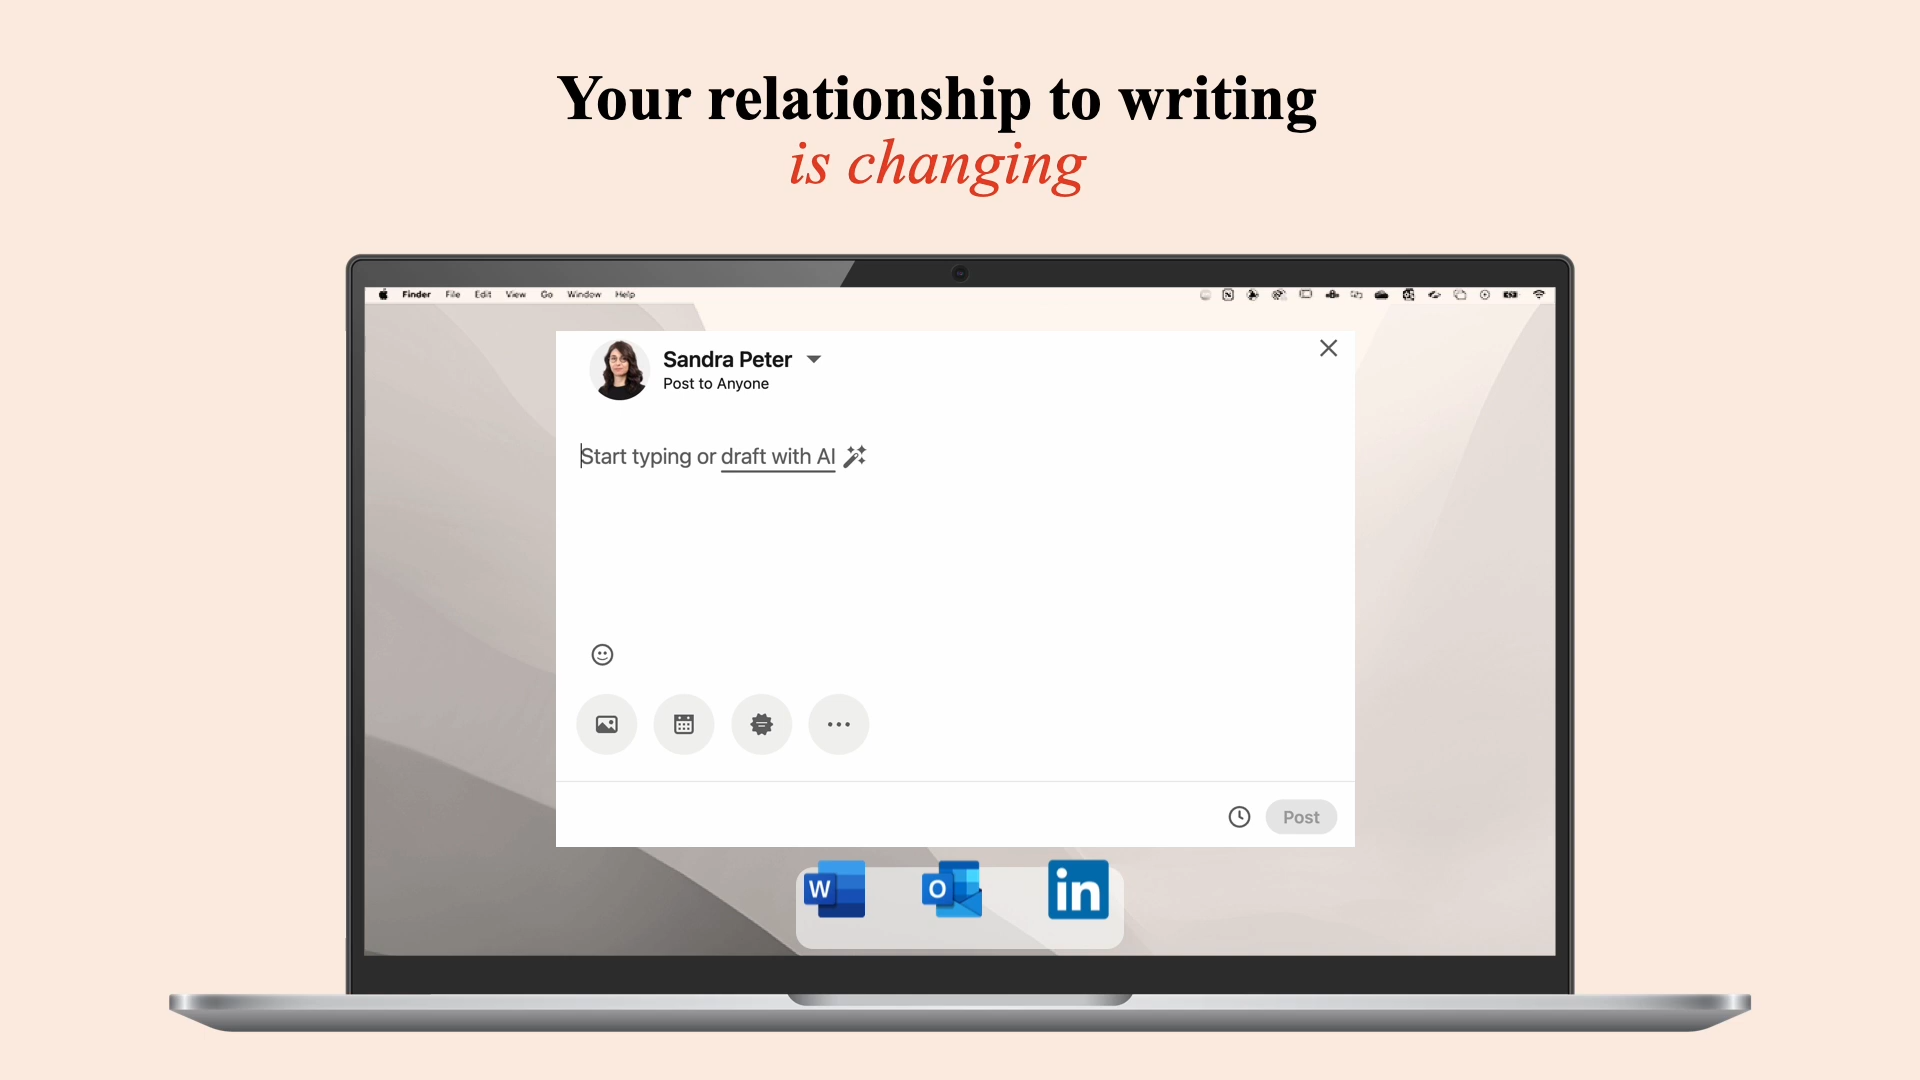 Your relationship to writing
is changing
Finder File Edit View Go Window Help
Sandra Peter
Post to Anyone
Start typing or draft with AI
Post
W
O
in